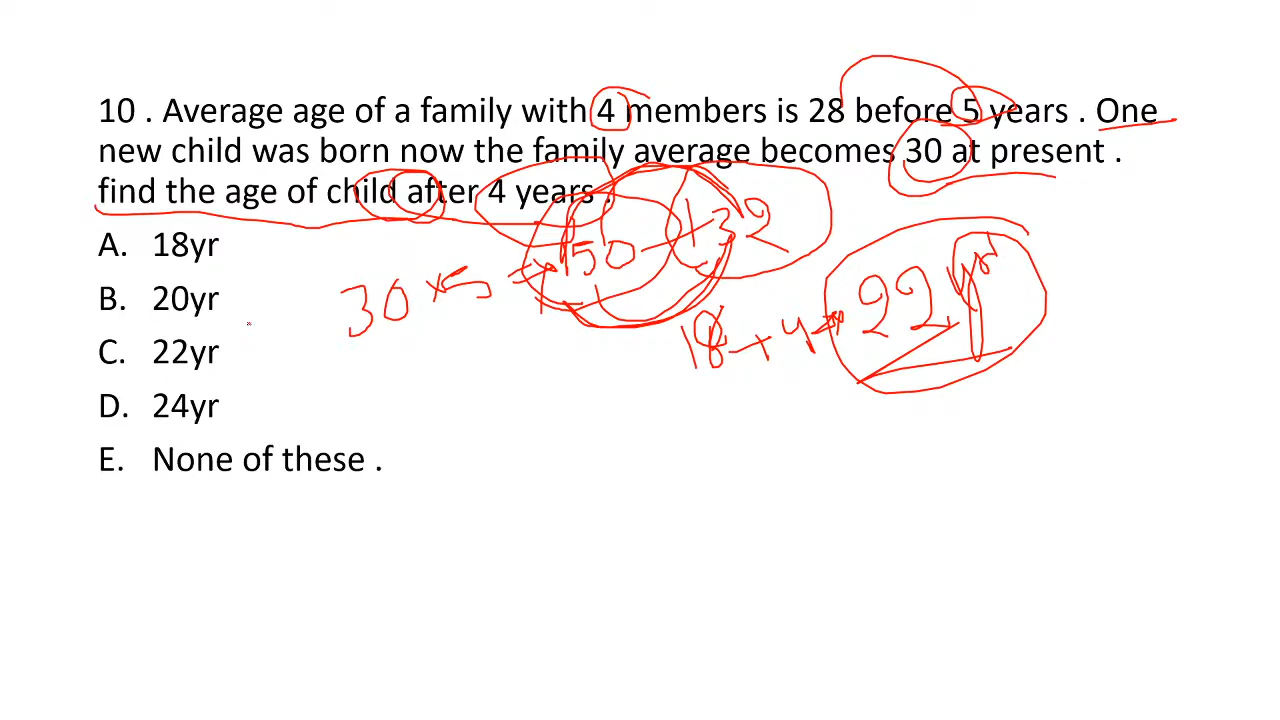 10 . Average age of a family with 4 members is 28 before 5 years . One
new child was born now the family average becomes 30 at present .
find the age of child after 4 years .
A. 18yr
B. 20yr
C. 22yr
D. 24yr
E. None of these .
30 x 5 ⇒ 150 - 132
18 + 4 ⇒ 22yr